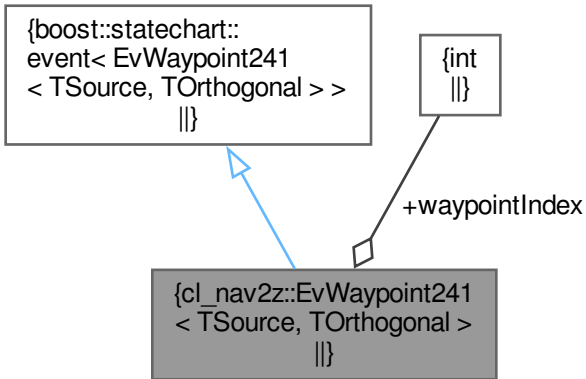 {boost::statechart::
event< EvWaypoint241
< TSource, TOrthogonal > >
||}
{int
||}
+waypointIndex
{cl_nav2z::EvWaypoint241
< TSource, TOrthogonal >
||}